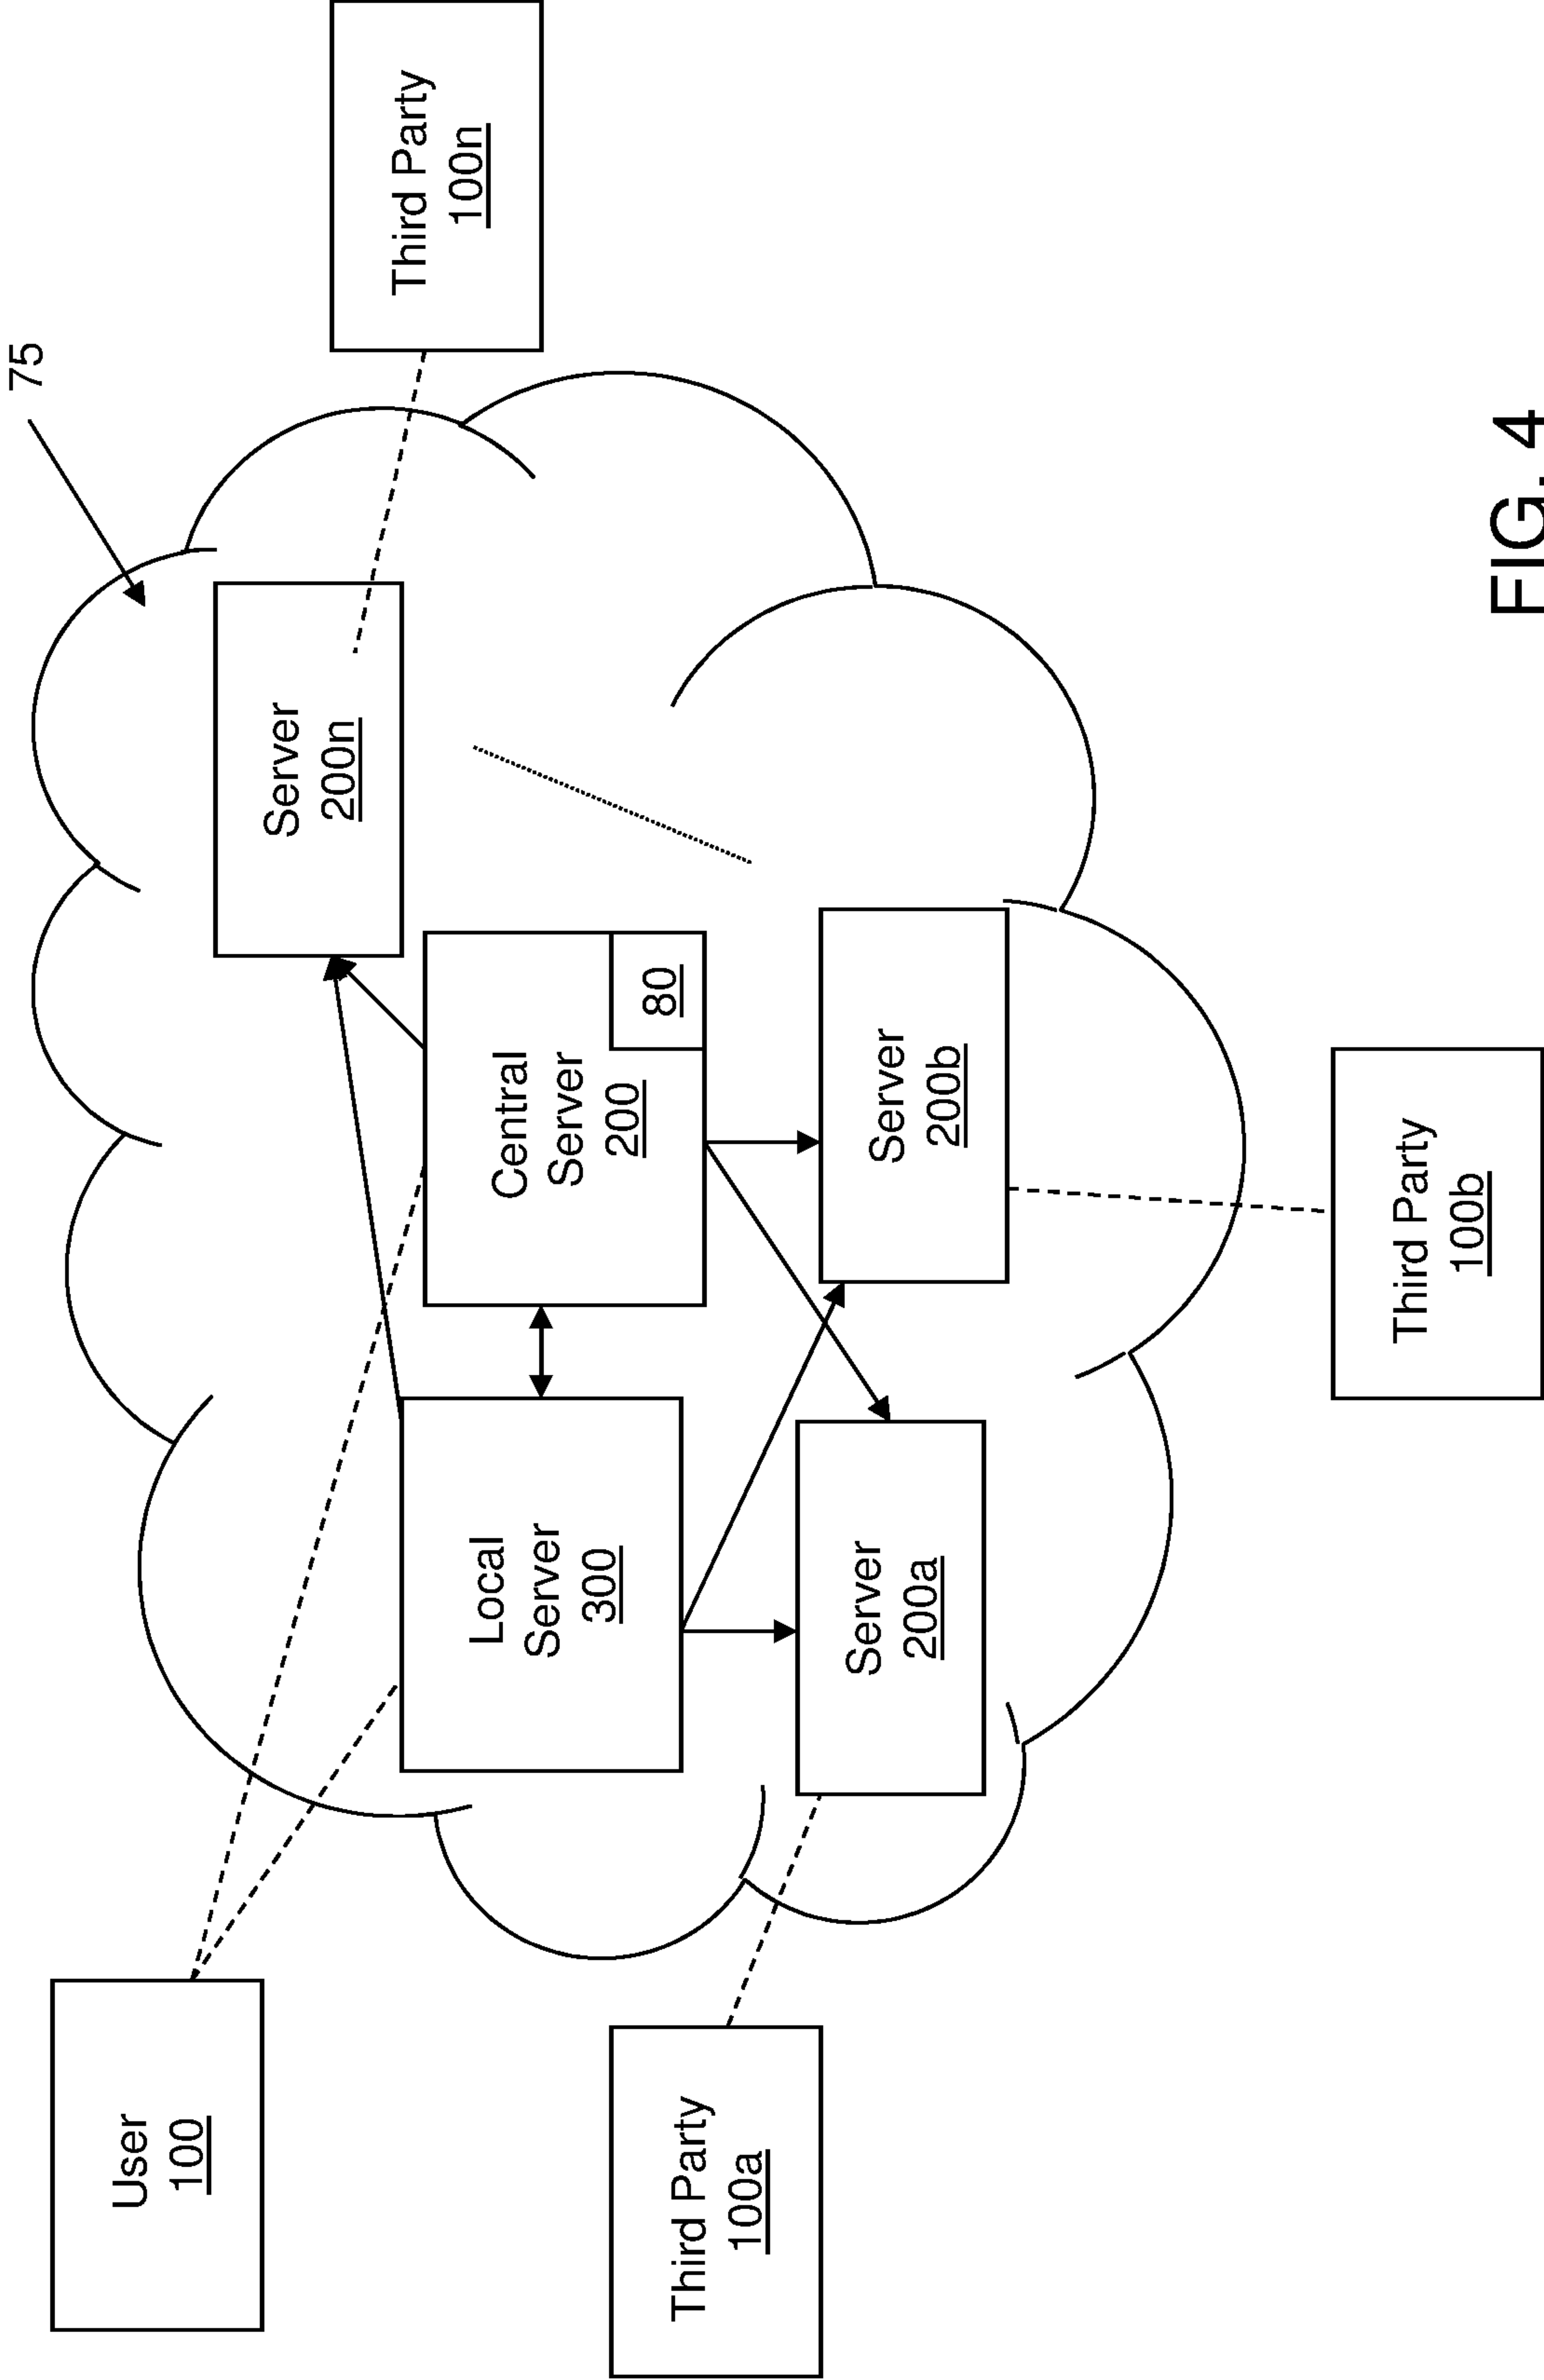 75
User
100
Third Party
100n
Server
200n
Local
Server
300
Central
Server
200
80
Third Party
100a
Server
200a
Server
200b
Third Party
100b
FIG. 4